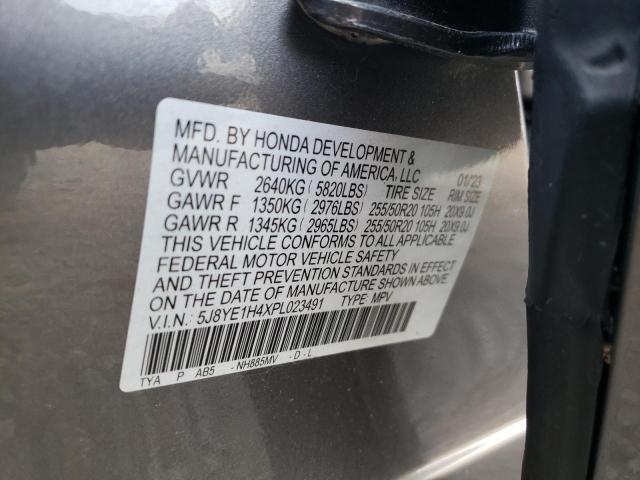 MFD. BY HONDA DEVELOPMENT &
MANUFACTURING OF AMERICA, LLC 01/23
GVWR 2640KG ( 5820LBS) TIRE SIZE RIM SIZE
GAWR F 1350KG ( 2976LBS) 255/50R20 105H 20X9.0J
GAWR R 1345KG ( 2965LBS) 255/50R20 105H 20X9.0J
THIS VEHICLE CONFORMS TO ALL APPLICABLE
FEDERAL MOTOR VEHICLE SAFETY
AND THEFT PREVENTION STANDARDS IN EFFECT
ON THE DATE OF MANUFACTURE SHOWN ABOVE.
V.I.N.: 5J8YE1H4XPL023491 TYPE MPV
TYA P AB5 -NH885MV -D-L